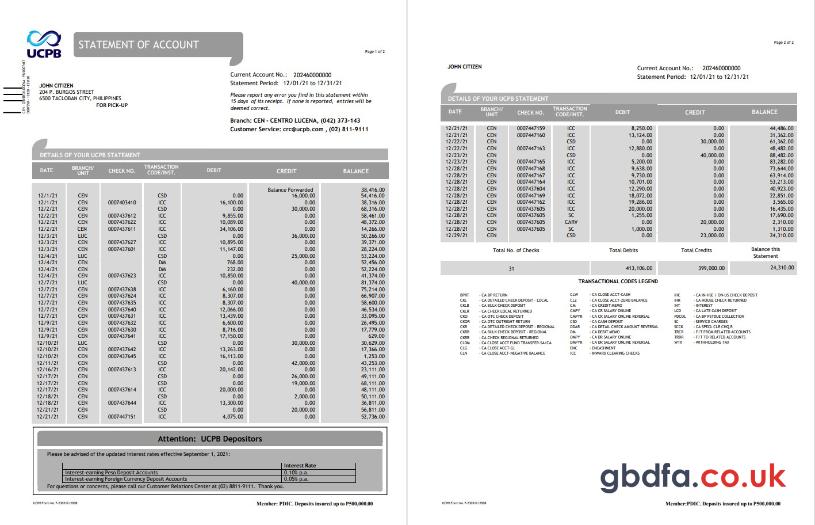 UCPB
STATEMENT OF ACCOUNT
Page 1 of 2
JOHN CITIZEN
204 P. BURGOS STREET
6500 TACLOBAN CITY, PHILIPPINES
FOR PICK-UP
Current Account No.: 202460000000
Statement Period: 12/01/21 to 12/31/21
Please report any error you find in this statement within
15 days of its receipt. If none is reported, entries will be
deemed correct.
Branch: CEN - CENTRO LUCENA, (042) 373-143
Customer Service: crc@ucpb.com , (02) 811-9111
DETAILS OF YOUR UCPB STATEMENT
DATE BRANCH/UNIT CHECK NO. TRANSACTION CODE/INST. DEBIT CREDIT BALANCE
Balance Forwarded 38,416.00
12/1/21 CEN CSD 0.00 16,000.00 54,416.00
12/1/21 CEN 0007403410 ICC 16,100.00 0.00 38,316.00
12/2/21 CEN CSD 0.00 30,000.00 68,316.00
12/2/21 CEN 0007437612 ICC 9,855.00 0.00 58,461.00
12/2/21 CEN 0007437622 ICC 10,089.00 0.00 48,372.00
12/2/21 CEN 0007437611 ICC 34,106.00 0.00 14,266.00
12/3/21 LUC CSD 0.00 36,000.00 50,266.00
12/3/21 CEN 0007437627 ICC 10,895.00 0.00 39,371.00
12/3/21 CEN 0007437601 ICC 11,147.00 0.00 28,224.00
12/4/21 LUC CSD 0.00 25,000.00 53,224.00
12/4/21 CEN DM 768.00 0.00 52,456.00
12/4/21 CEN DM 232.00 0.00 52,224.00
12/4/21 CEN 0007437623 ICC 10,850.00 0.00 41,374.00
12/4/21 LUC CSD 0.00 40,000.00 81,374.00
12/7/21 CEN 0007437638 ICC 6,160.00 0.00 75,214.00
12/7/21 CEN 0007437624 ICC 8,307.00 0.00 66,907.00
12/7/21 CEN 0007437635 ICC 8,307.00 0.00 58,600.00
12/7/21 CEN 0007437640 ICC 12,066.00 0.00 46,534.00
12/7/21 CEN 0007437631 ICC 13,439.00 0.00 33,095.00
12/9/21 CEN 0007437632 ICC 6,600.00 0.00 26,495.00
12/9/21 CEN 0007437630 ICC 8,716.00 0.00 17,779.00
12/9/21 CEN 0007437641 ICC 17,150.00 0.00 629.00
12/10/21 LUC CSD 0.00 30,000.00 30,629.00
12/10/21 CEN 0007437642 ICC 13,263.00 0.00 17,366.00
12/10/21 CEN 0007437645 ICC 16,113.00 0.00 1,253.00
12/11/21 CEN CSD 0.00 42,000.00 43,253.00
12/16/21 CEN 0007437613 ICC 20,142.00 0.00 23,111.00
12/17/21 CEN CSD 0.00 26,000.00 49,111.00
12/17/21 CEN CSD 0.00 19,000.00 68,111.00
12/17/21 CEN 0007437614 ICC 20,000.00 0.00 48,111.00
12/18/21 CEN CSD 0.00 2,000.00 50,111.00
12/18/21 CEN 0007437644 ICC 13,300.00 0.00 36,811.00
12/21/21 CEN CSD 0.00 20,000.00 56,811.00
12/21/21 CEN 0007447151 ICC 4,075.00 0.00 52,736.00
Attention: UCPB Depositors
Please be advised of the updated interest rates effective September 1, 2021:
Interest Rate
Interest-earning Peso Deposit Accounts 0.10% p.a.
Interest-earning Foreign Currency Deposit Accounts 0.05% p.a.
For questions or concerns, please call our Customer Relations Center at (02) 8811-9111. Thank you.
Member: PDIC. Deposits insured up to P500,000.00
Page 2 of 2
JOHN CITIZEN
Current Account No.: 202460000000
Statement Period: 12/01/21 to 12/31/21
DETAILS OF YOUR UCPB STATEMENT
DATE BRANCH/UNIT CHECK NO. TRANSACTION CODE/INST. DEBIT CREDIT BALANCE
12/21/21 CEN 0007447159 ICC 8,250.00 0.00 44,486.00
12/21/21 CEN 0007447160 ICC 13,124.00 0.00 31,362.00
12/22/21 CEN CSD 0.00 30,000.00 61,362.00
12/22/21 CEN 0007447163 ICC 12,880.00 0.00 48,482.00
12/23/21 CEN CSD 0.00 40,000.00 88,482.00
12/23/21 CEN 0007447165 ICC 5,200.00 0.00 83,282.00
12/28/21 CEN 0007447168 ICC 9,638.00 0.00 73,644.00
12/28/21 CEN 0007447167 ICC 9,730.00 0.00 63,914.00
12/28/21 CEN 0007447164 ICC 10,701.00 0.00 53,213.00
12/28/21 CEN 0007437604 ICC 12,290.00 0.00 40,923.00
12/28/21 CEN 0007447169 ICC 18,072.00 0.00 22,851.00
12/28/21 CEN 0007447162 ICC 19,286.00 0.00 3,565.00
12/28/21 CEN 0007437605 ICC 20,000.00 0.00 16,435.00
12/28/21 CEN 0007437605 SC 1,255.00 0.00 17,690.00
12/28/21 CEN 0007437605 CARV 0.00 20,000.00 2,310.00
12/28/21 CEN 0007437605 SC 1,000.00 0.00 1,310.00
12/29/21 CEN CSD 0.00 23,000.00 24,310.00
Total No. of Checks Total Debits Total Credits Balance this Statement
31 413,106.00 399,000.00 24,310.00
TRANSACTIONAL CODES LEGEND
gbdfa.co.uk
Member:PDIC. Deposits insured up to P500,000.00